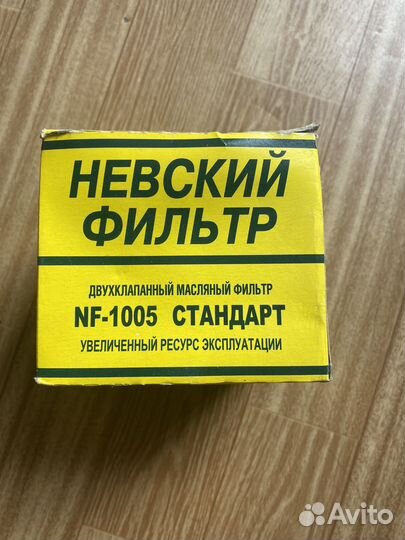 НЕВСКИЙ
ФИЛЬТР
ДВУХКЛАПАННЫЙ МАСЛЯНЫЙ ФИЛЬТР
NF-1005 СТАНДАРТ
УВЕЛИЧЕННЫЙ РЕСУРС ЭКСПЛУАТАЦИИ
Avito